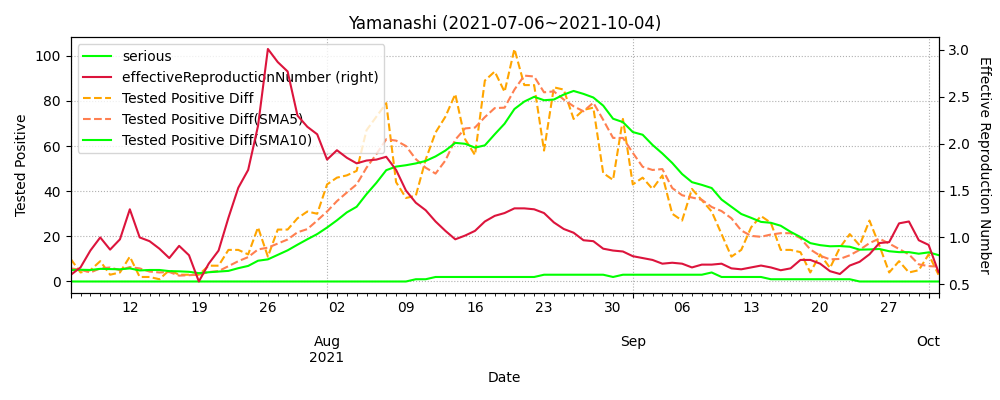 Yamanashi (2021-07-06~2021-10-04)
serious
effectiveReproductionNumber (right)
Tested Positive Diff
Tested Positive Diff(SMA5)
Tested Positive Diff(SMA10)
Tested Positive
100
80
60
40
20
0
3.0
2.5
2.0
1.5
1.0
0.5
Effective Reproduction Number
12 19 26 02 09 16 23 30 06 13 20 27
Aug Sep Oct
2021
Date